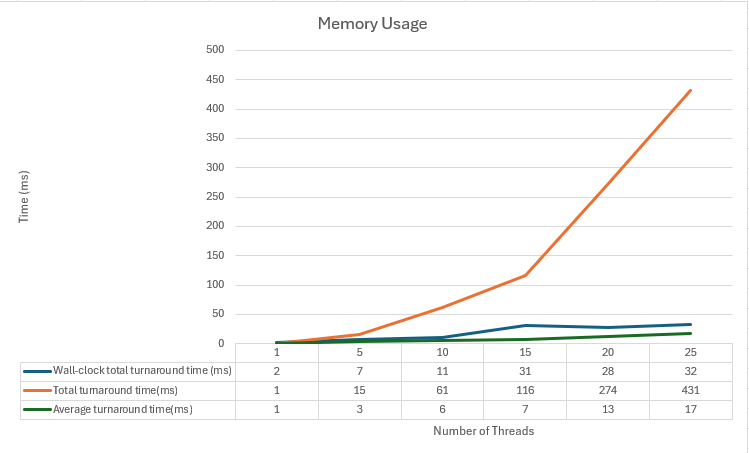 Memory Usage
500
450
400
350
300
250
200
150
100
50
0
Time (ms)
1 5 10 15 20 25
Wall-clock total turnaround time (ms) 2 7 11 31 28 32
Total turnaround time(ms) 1 15 61 116 274 431
Average turnaround time(ms) 1 3 6 7 13 17
Number of Threads